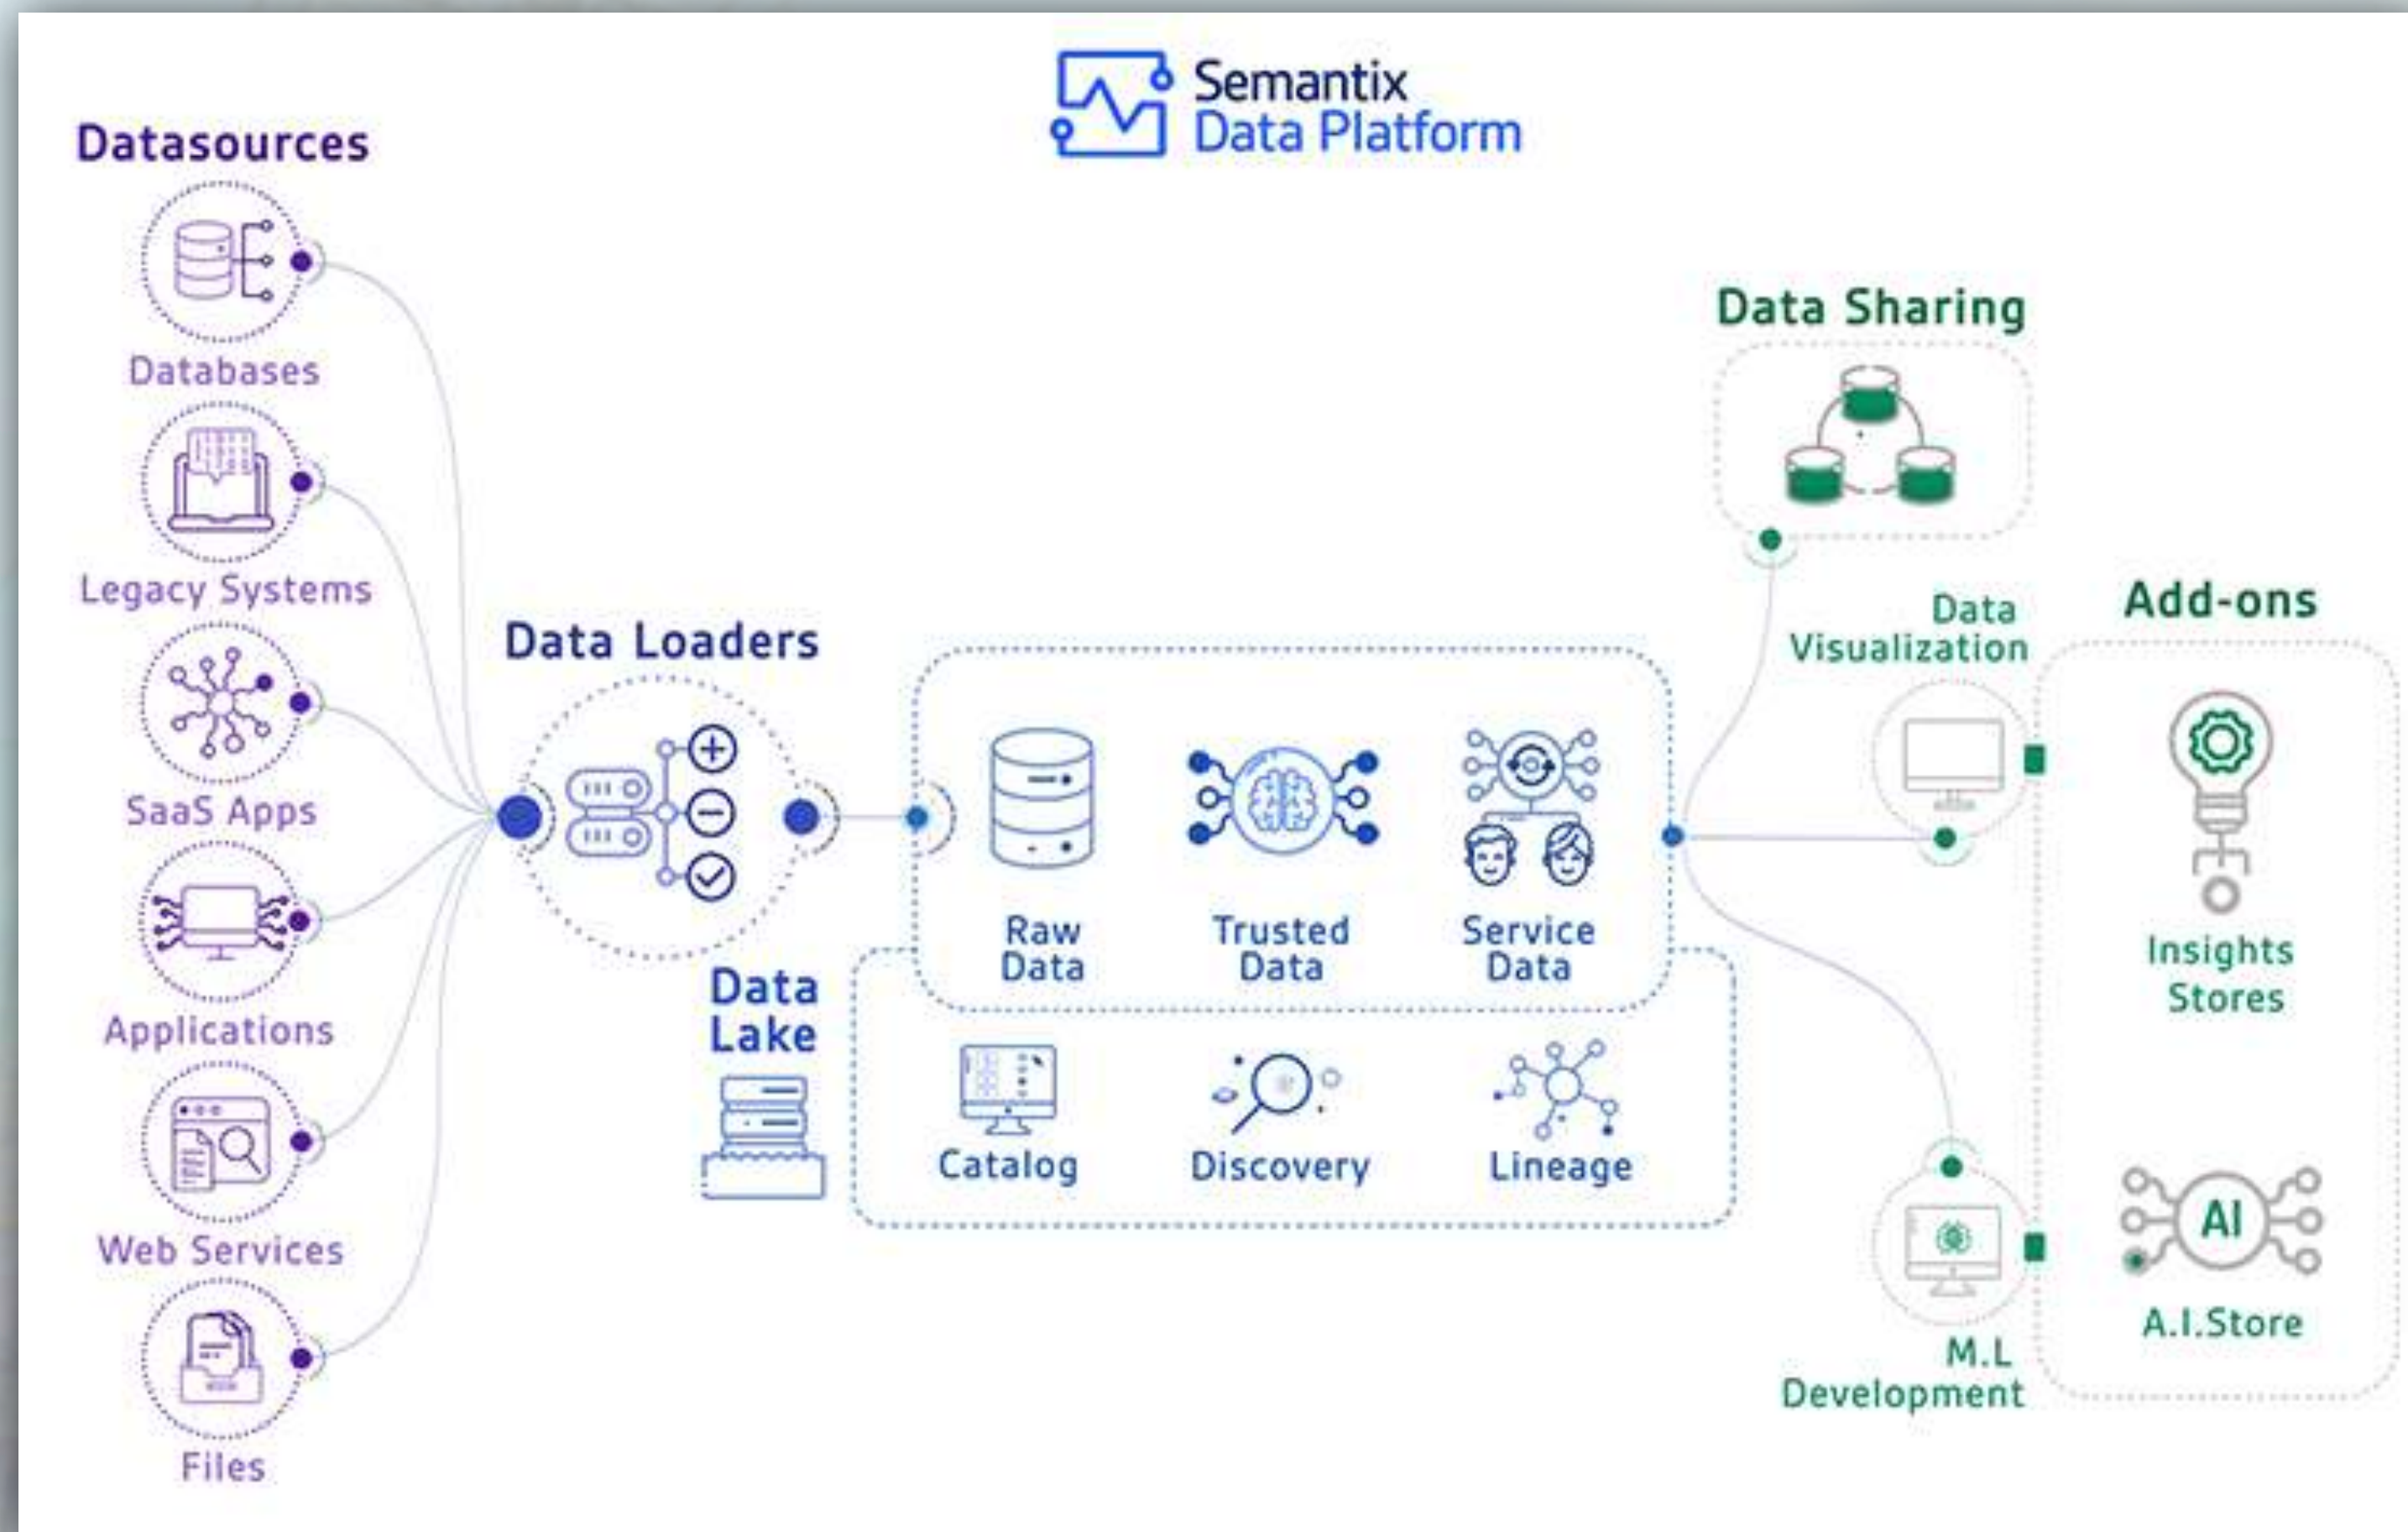 Semantix
Data Platform
Datasources
Databases
Legacy Systems
SaaS Apps
Applications
Web Services
Files
Data Loaders
Data
Lake
Raw
Data
Trusted
Data
Service
Data
Catalog
Discovery
Lineage
Data Sharing
Data
Visualization
M.L
Development
Add-ons
Insights
Stores
AI
A.I.Store